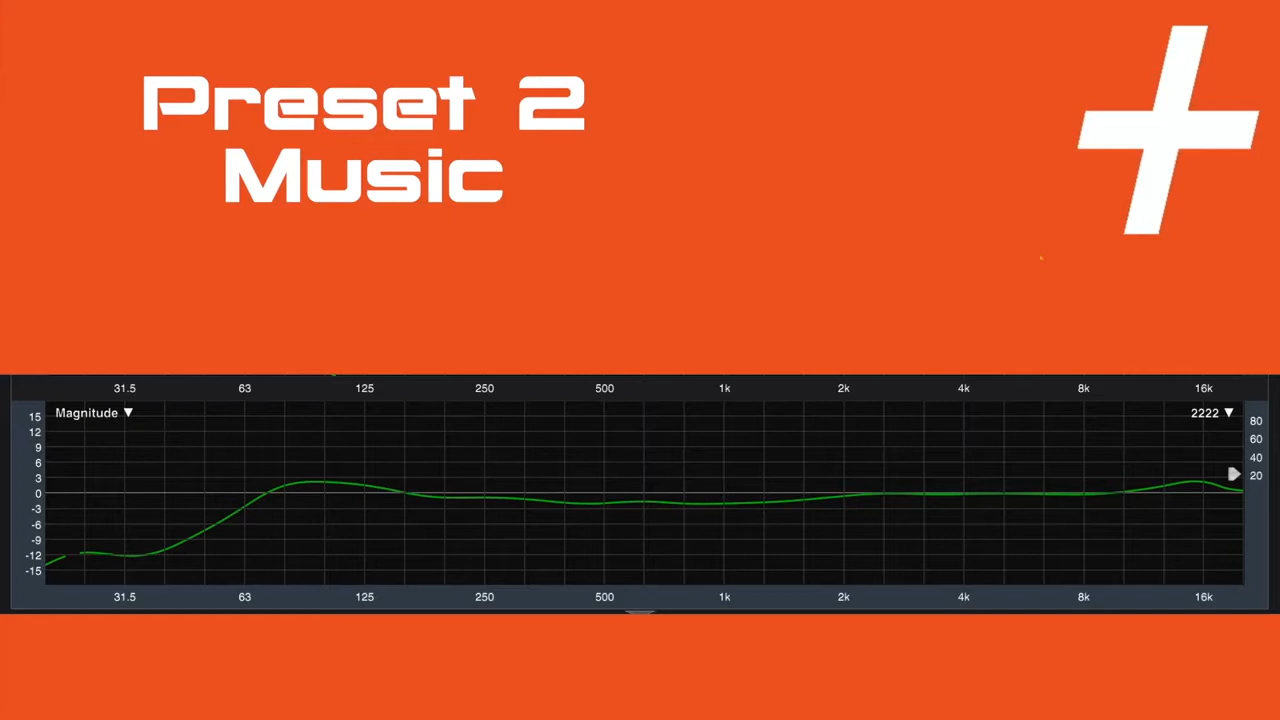 Preset 2
Music
31.5 63 125 250 500 1k 2k 4k 8k 16k
Magnitude ▼ 2222 ▼
15 80
12 60
9 40
6 20
3
0
-3
-6
-9
-12
-15
31.5 63 125 250 500 1k 2k 4k 8k 16k